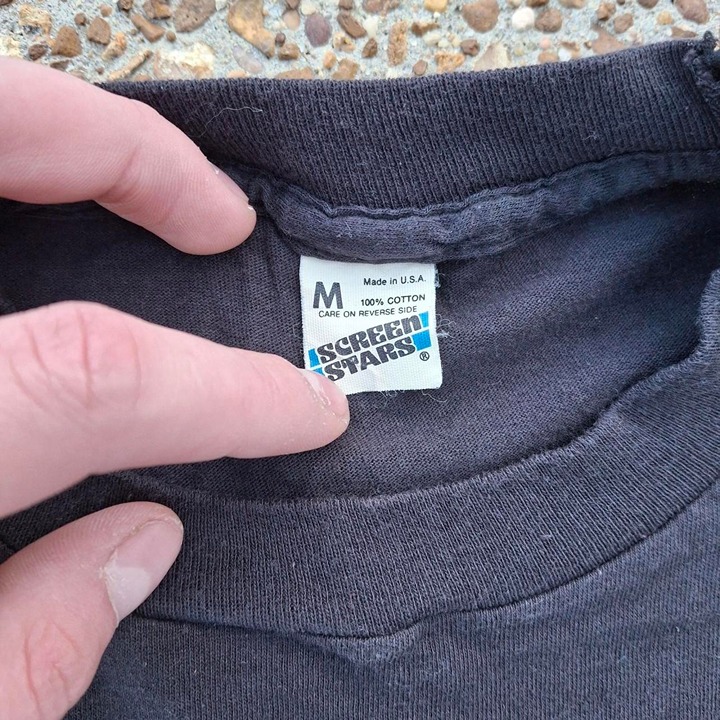 M
Made in U.S.A.
100% COTTON
CARE ON REVERSE SIDE
SCREEN
STARS®